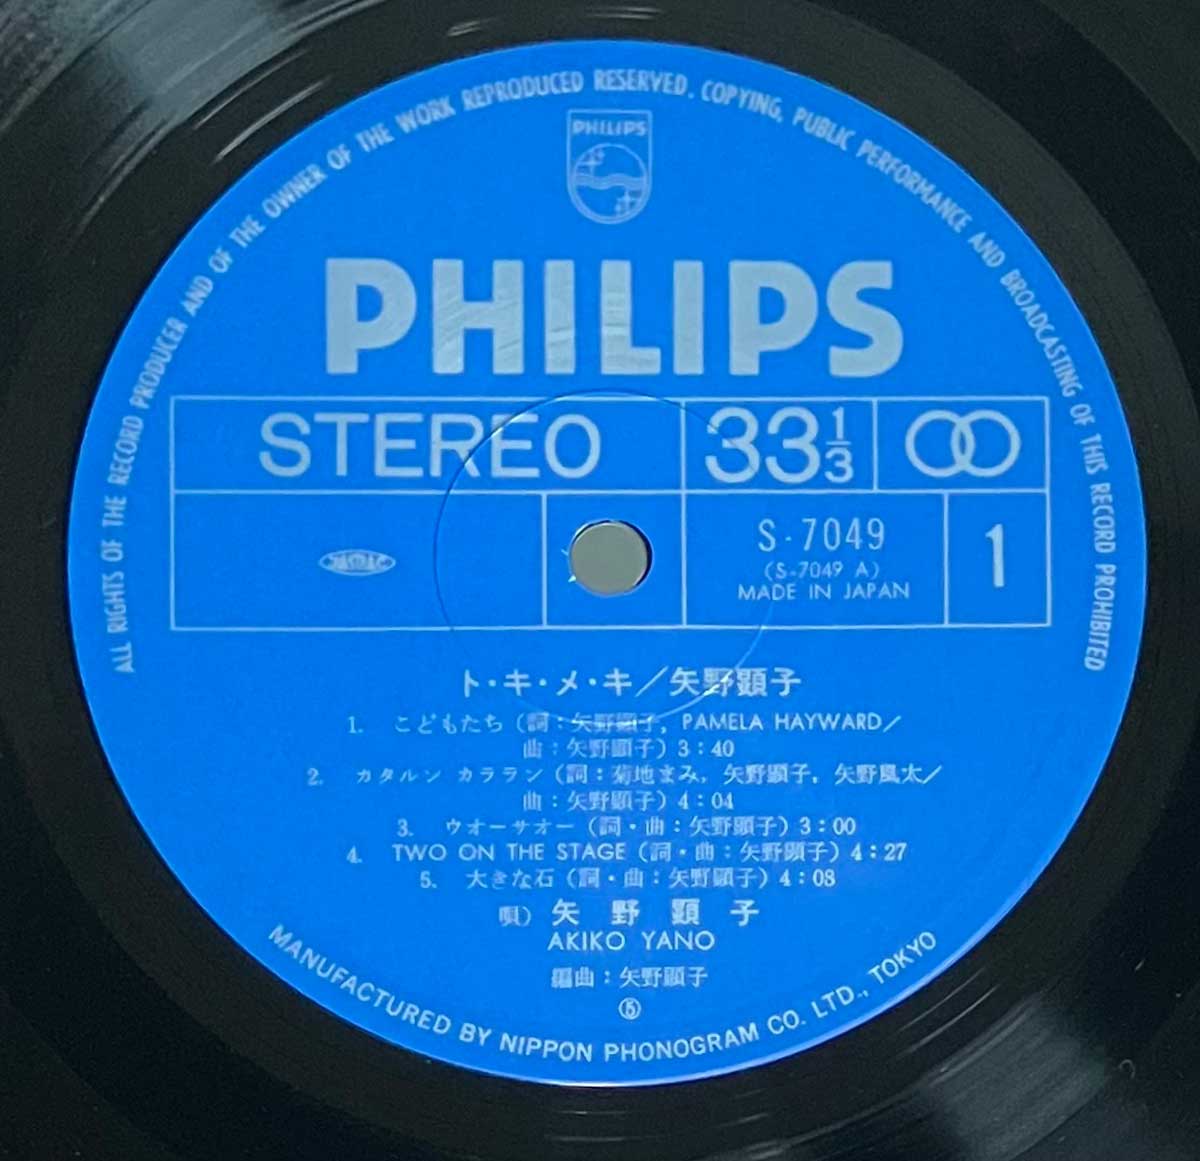 ALL RIGHTS OF THE RECORD PRODUCER AND OF THE OWNER OF THE WORK REPRODUCED RESERVED. COPYING, PUBLIC PERFORMANCE AND BROADCASTING OF THIS RECORD PROHIBITED
PHILIPS
PHILIPS
STEREO
33 1/3
JASRAC
S-7049
(S-7049 A)
MADE IN JAPAN
1
ト・キ・メ・キ／矢野顕子
1. こどもたち（詞：矢野顕子, PAMELA HAYWARD／
曲：矢野顕子）3：40
2. カタルン カララン（詞：菊地まみ, 矢野顕子, 矢野風太／
曲：矢野顕子）4：04
3. ウオーサオー（詞・曲：矢野顕子）3：00
4. TWO ON THE STAGE（詞・曲：矢野顕子）4：27
5. 大きな石（詞・曲：矢野顕子）4：08
唄）矢野顕子
AKIKO YANO
編曲：矢野顕子
⑤
MANUFACTURED BY NIPPON PHONOGRAM CO. LTD., TOKYO